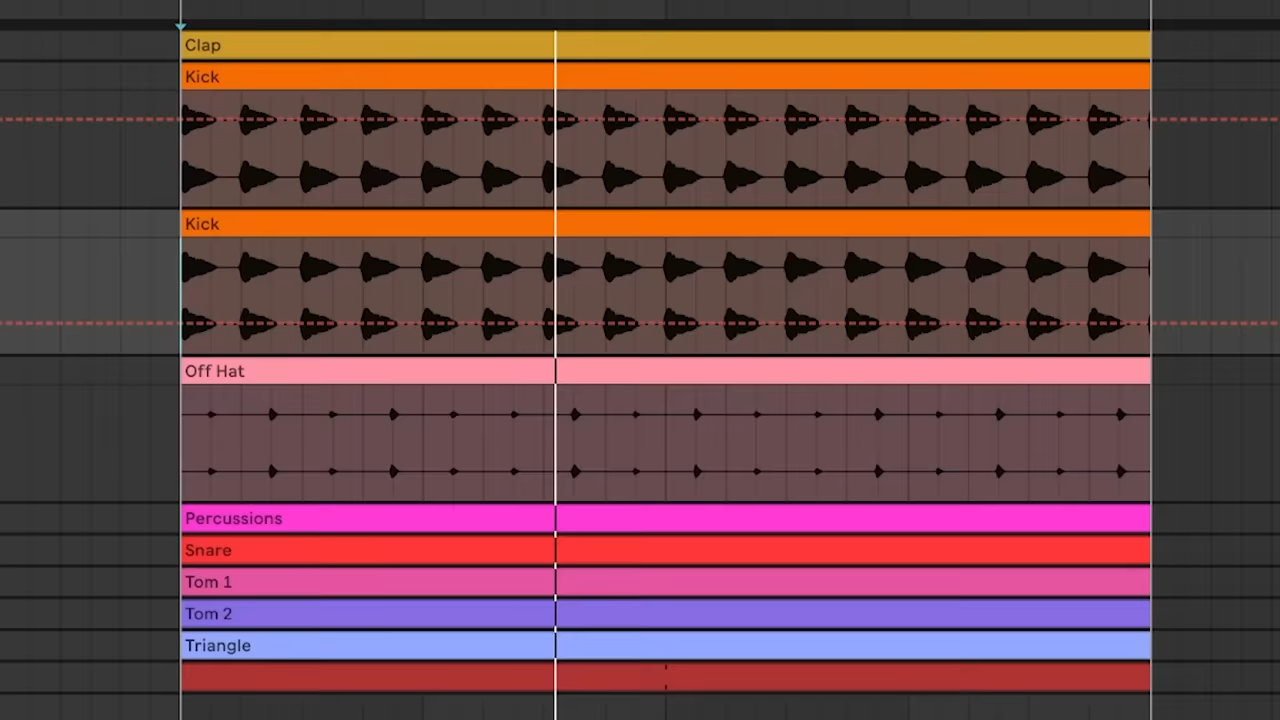 Clap
Kick
Kick
Off Hat
Percussions
Snare
Tom 1
Tom 2
Triangle